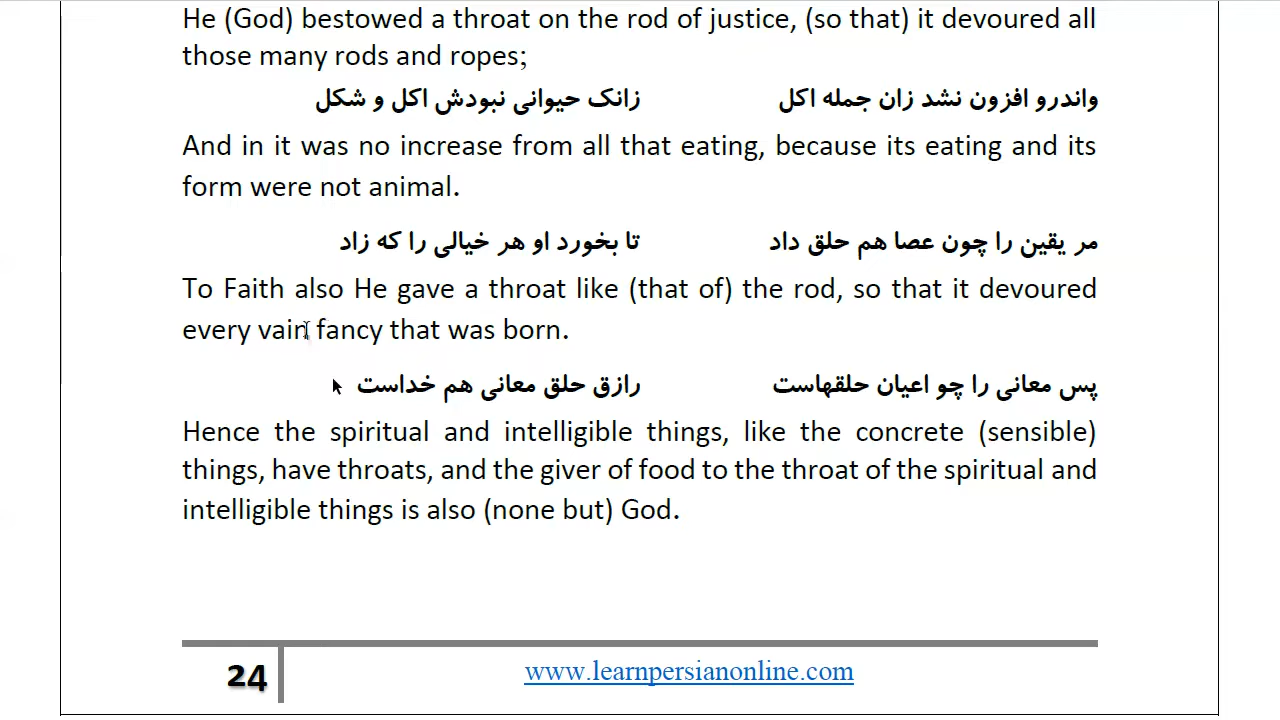 He (God) bestowed a throat on the rod of justice, (so that) it devoured all
those many rods and ropes;
واندرو افزون نشد زان جمله اکل زانک حیوانی نبودش اکل و شکل
And in it was no increase from all that eating, because its eating and its
form were not animal.
مر یقین را چون عصا هم حلق داد تا بخورد او هر خیالی را که زاد
To Faith also He gave a throat like (that of) the rod, so that it devoured
every vain fancy that was born.
پس معانی را چو اعیان حلقهاست رازق حلق معانی هم خداست
Hence the spiritual and intelligible things, like the concrete (sensible)
things, have throats, and the giver of food to the throat of the spiritual and
intelligible things is also (none but) God.
24 www.learnpersianonline.com